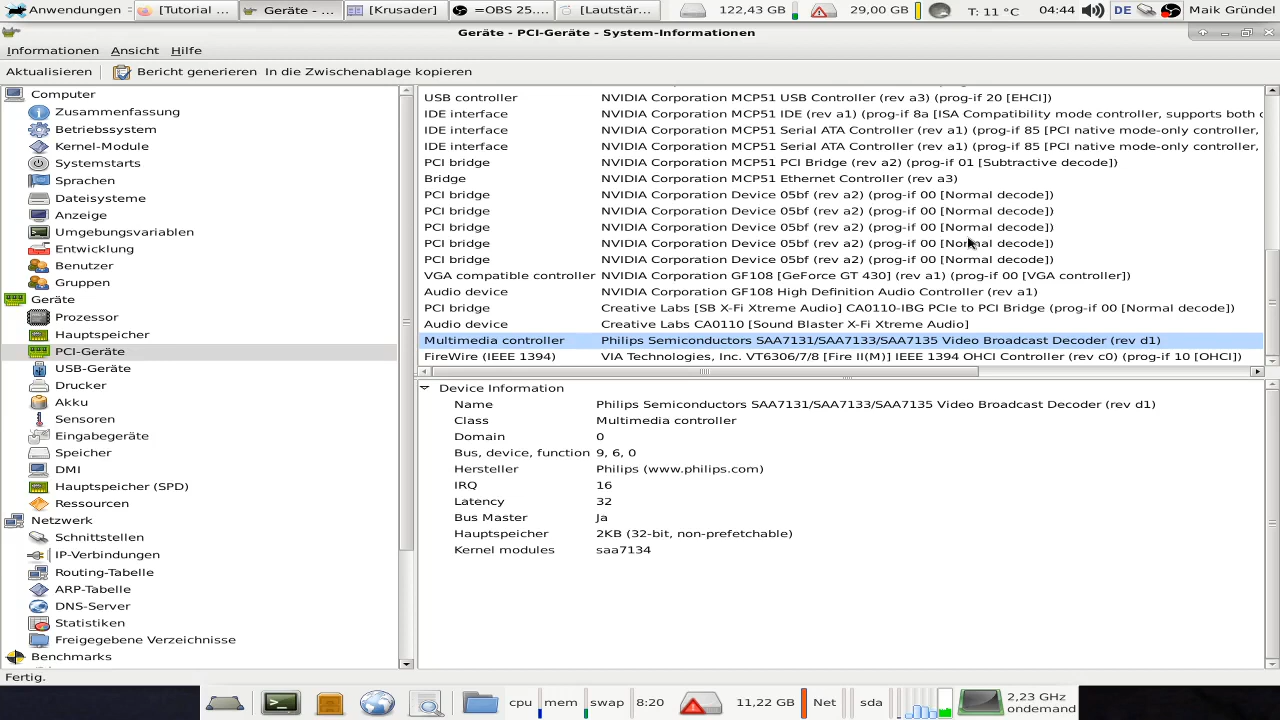 Anwendungen [Tutorial ... Geräte - ... [Krusader] =OBS 25.... [Lautstär... 122,43 GB 29,00 GB T: 11 °C 04:44 DE Maik Gründel
Geräte - PCI-Geräte - System-Informationen
Informationen Ansicht Hilfe
Aktualisieren Bericht generieren In die Zwischenablage kopieren
Computer
Zusammenfassung
Betriebssystem
Kernel-Module
Systemstarts
Sprachen
Dateisysteme
Anzeige
Umgebungsvariablen
Entwicklung
Benutzer
Gruppen
Geräte
Prozessor
Hauptspeicher
PCI-Geräte
USB-Geräte
Drucker
Akku
Sensoren
Eingabegeräte
Speicher
DMI
Hauptspeicher (SPD)
Ressourcen
Netzwerk
Schnittstellen
IP-Verbindungen
Routing-Tabelle
ARP-Tabelle
DNS-Server
Statistiken
Freigegebene Verzeichnisse
Benchmarks
USB controller NVIDIA Corporation MCP51 USB Controller (rev a3) (prog-if 20 [EHCI])
IDE interface NVIDIA Corporation MCP51 IDE (rev a1) (prog-if 8a [ISA Compatibility mode controller, supports both
IDE interface NVIDIA Corporation MCP51 Serial ATA Controller (rev a1) (prog-if 85 [PCI native mode-only controller,
IDE interface NVIDIA Corporation MCP51 Serial ATA Controller (rev a1) (prog-if 85 [PCI native mode-only controller,
PCI bridge NVIDIA Corporation MCP51 PCI Bridge (rev a2) (prog-if 01 [Subtractive decode])
Bridge NVIDIA Corporation MCP51 Ethernet Controller (rev a3)
PCI bridge NVIDIA Corporation Device 05bf (rev a2) (prog-if 00 [Normal decode])
PCI bridge NVIDIA Corporation Device 05bf (rev a2) (prog-if 00 [Normal decode])
PCI bridge NVIDIA Corporation Device 05bf (rev a2) (prog-if 00 [Normal decode])
PCI bridge NVIDIA Corporation Device 05bf (rev a2) (prog-if 00 [Normal decode])
PCI bridge NVIDIA Corporation Device 05bf (rev a2) (prog-if 00 [Normal decode])
VGA compatible controller NVIDIA Corporation GF108 [GeForce GT 430] (rev a1) (prog-if 00 [VGA controller])
Audio device NVIDIA Corporation GF108 High Definition Audio Controller (rev a1)
PCI bridge Creative Labs [SB X-Fi Xtreme Audio] CA0110-IBG PCIe to PCI Bridge (prog-if 00 [Normal decode])
Audio device Creative Labs CA0110 [Sound Blaster X-Fi Xtreme Audio]
Multimedia controller Philips Semiconductors SAA7131/SAA7133/SAA7135 Video Broadcast Decoder (rev d1)
FireWire (IEEE 1394) VIA Technologies, Inc. VT6306/7/8 [Fire II(M)] IEEE 1394 OHCI Controller (rev c0) (prog-if 10 [OHCI])
Device Information
Name Philips Semiconductors SAA7131/SAA7133/SAA7135 Video Broadcast Decoder (rev d1)
Class Multimedia controller
Domain 0
Bus, device, function 9, 6, 0
Hersteller Philips (www.philips.com)
IRQ 16
Latency 32
Bus Master Ja
Hauptspeicher 2KB (32-bit, non-prefetchable)
Kernel modules saa7134
Fertig.
cpu mem swap 8:20 11,22 GB Net sda 2,23 GHz
ondemand